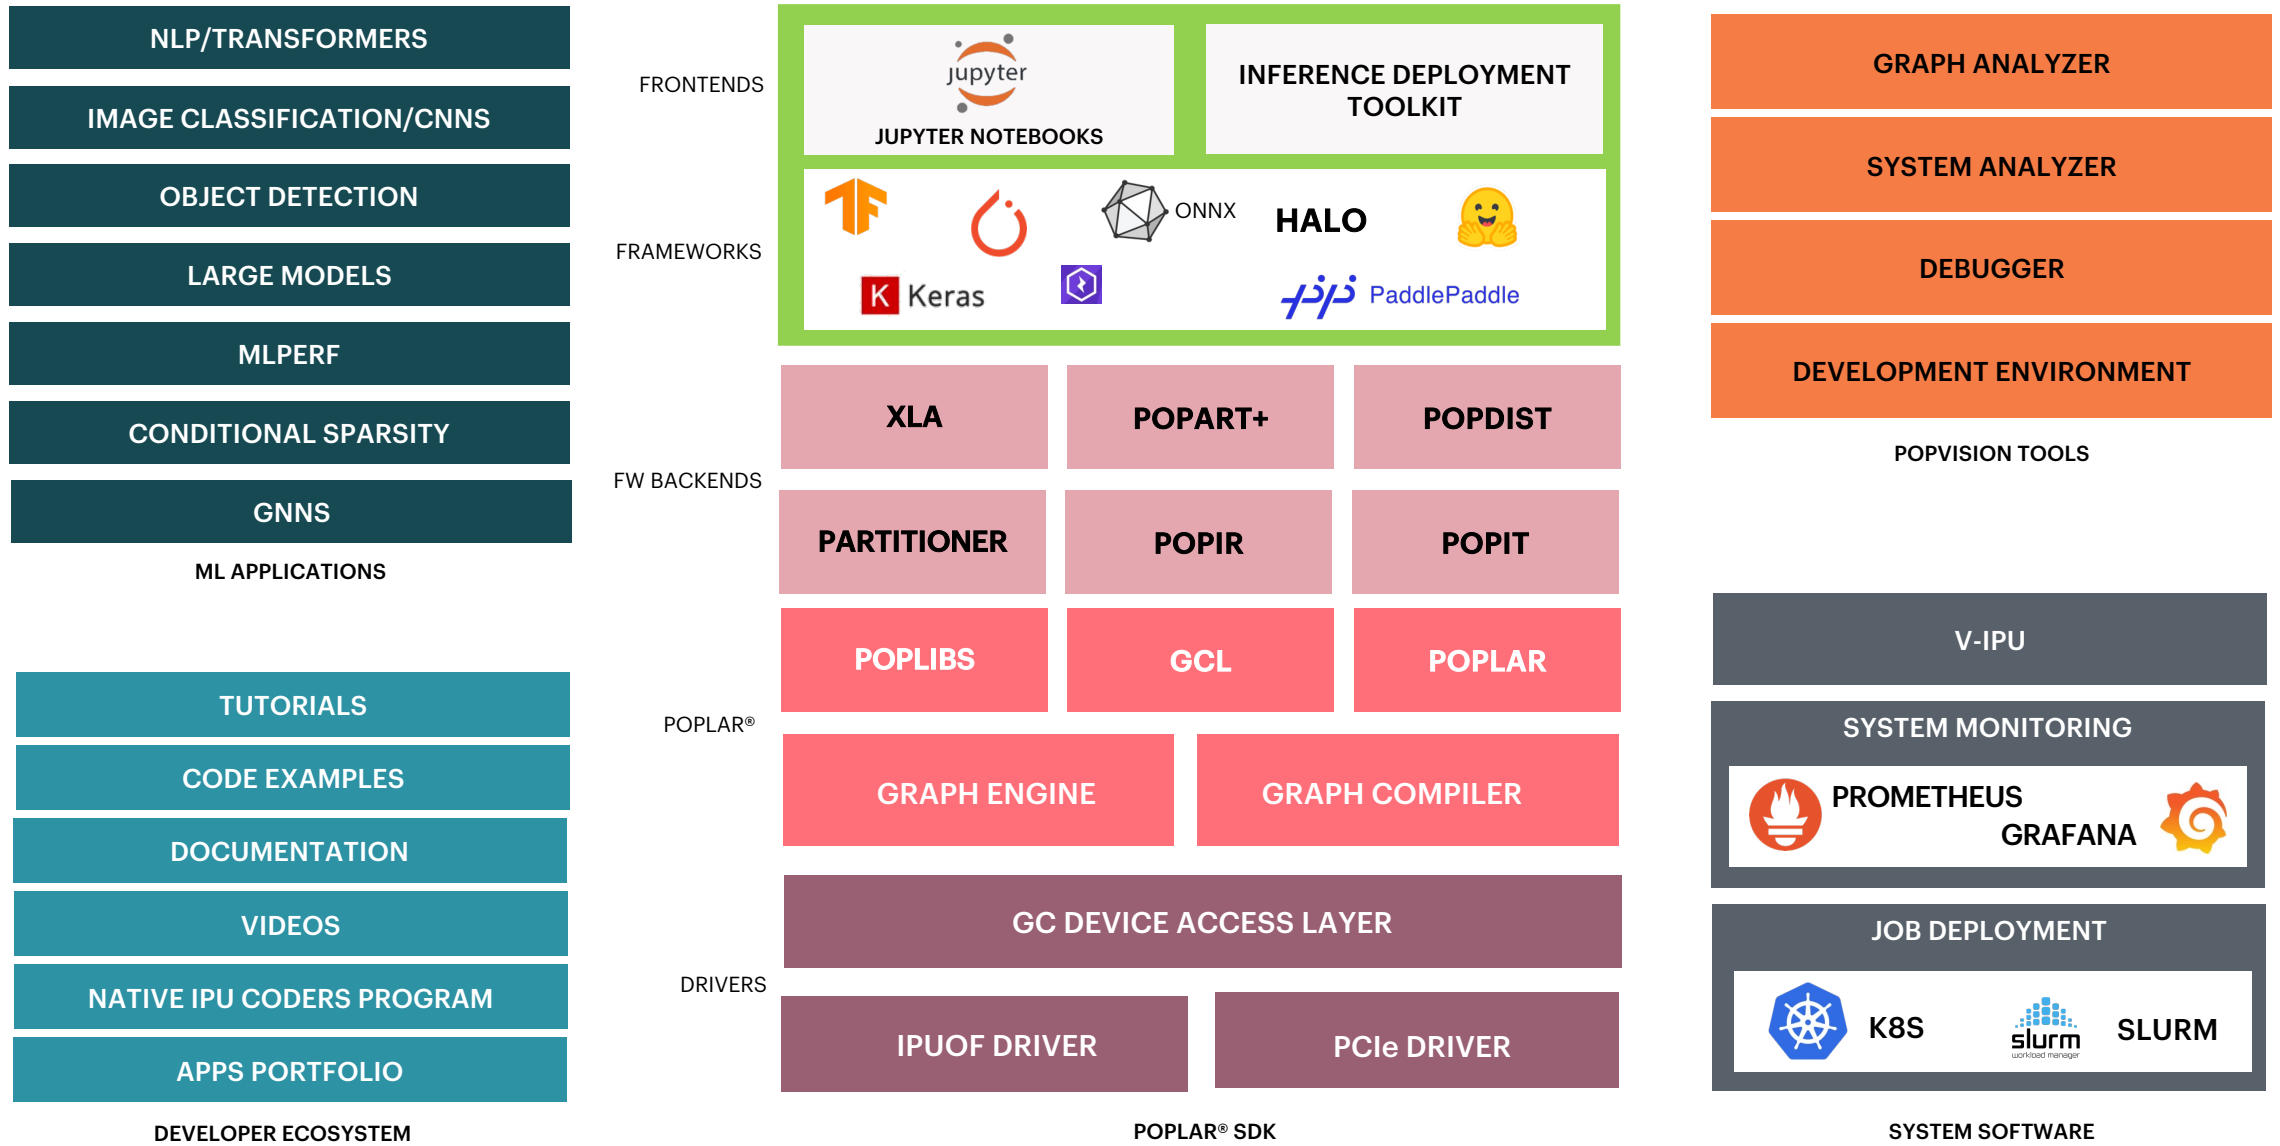 NLP/TRANSFORMERS
IMAGE CLASSIFICATION/CNNS
OBJECT DETECTION
LARGE MODELS
MLPERF
CONDITIONAL SPARSITY
GNNS
ML APPLICATIONS
TUTORIALS
CODE EXAMPLES
DOCUMENTATION
VIDEOS
NATIVE IPU CODERS PROGRAM
APPS PORTFOLIO
DEVELOPER ECOSYSTEM
FRONTENDS
jupyter
JUPYTER NOTEBOOKS
INFERENCE DEPLOYMENT
TOOLKIT
FRAMEWORKS
ONNX
HALO
K Keras
PaddlePaddle
FW BACKENDS
XLA
POPART+
POPDIST
PARTITIONER
POPIR
POPIT
POPLAR®
POPLIBS
GCL
POPLAR
GRAPH ENGINE
GRAPH COMPILER
DRIVERS
GC DEVICE ACCESS LAYER
IPUOF DRIVER
PCIe DRIVER
POPLAR® SDK
GRAPH ANALYZER
SYSTEM ANALYZER
DEBUGGER
DEVELOPMENT ENVIRONMENT
POPVISION TOOLS
V-IPU
SYSTEM MONITORING
PROMETHEUS
GRAFANA
JOB DEPLOYMENT
K8S
slurm
workload manager
SLURM
SYSTEM SOFTWARE